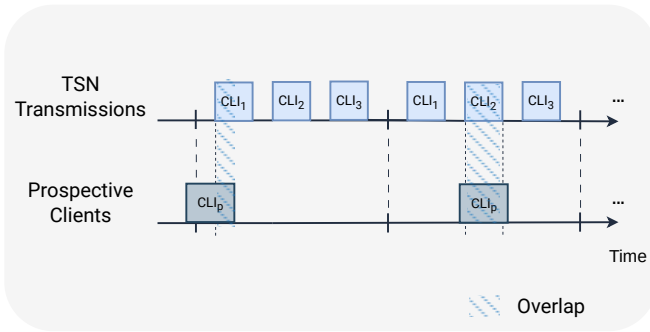 TSN
Transmissions
CLI1 CLI2 CLI3 CLI1 CLI2 CLI3 ...
Prospective
Clients
CLIp CLIp ...
Time
Overlap